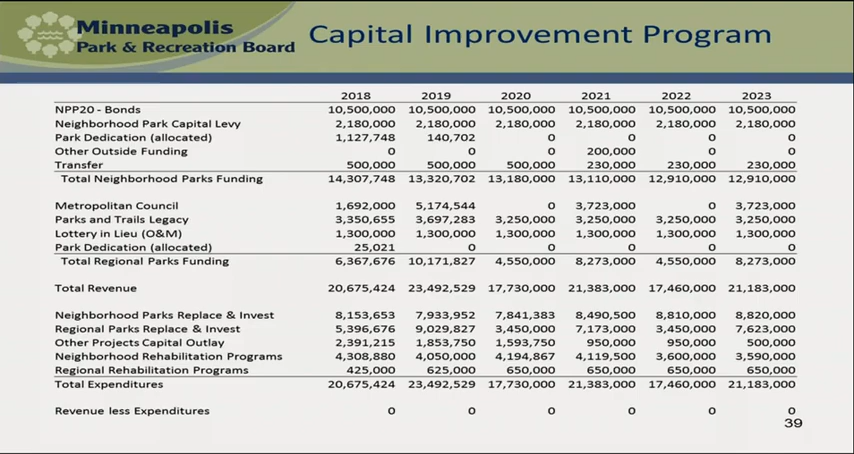 Minneapolis
Park & Recreation Board
Capital Improvement Program
2018 2019 2020 2021 2022 2023
NPP20 - Bonds 10,500,000 10,500,000 10,500,000 10,500,000 10,500,000 10,500,000
Neighborhood Park Capital Levy 2,180,000 2,180,000 2,180,000 2,180,000 2,180,000 2,180,000
Park Dedication (allocated) 1,127,748 140,702 0 0 0 0
Other Outside Funding 0 0 0 200,000 0 0
Transfer 500,000 500,000 500,000 230,000 230,000 230,000
Total Neighborhood Parks Funding 14,307,748 13,320,702 13,180,000 13,110,000 12,910,000 12,910,000
Metropolitan Council 1,692,000 5,174,544 0 3,723,000 0 3,723,000
Parks and Trails Legacy 3,350,655 3,697,283 3,250,000 3,250,000 3,250,000 3,250,000
Lottery in Lieu (O&M) 1,300,000 1,300,000 1,300,000 1,300,000 1,300,000 1,300,000
Park Dedication (allocated) 25,021 0 0 0 0 0
Total Regional Parks Funding 6,367,676 10,171,827 4,550,000 8,273,000 4,550,000 8,273,000
Total Revenue 20,675,424 23,492,529 17,730,000 21,383,000 17,460,000 21,183,000
Neighborhood Parks Replace & Invest 8,153,653 7,933,952 7,841,383 8,490,500 8,810,000 8,820,000
Regional Parks Replace & Invest 5,396,676 9,029,827 3,450,000 7,173,000 3,450,000 7,623,000
Other Projects Capital Outlay 2,391,215 1,853,750 1,593,750 950,000 950,000 500,000
Neighborhood Rehabilitation Programs 4,308,880 4,050,000 4,194,867 4,119,500 3,600,000 3,590,000
Regional Rehabilitation Programs 425,000 625,000 650,000 650,000 650,000 650,000
Total Expenditures 20,675,424 23,492,529 17,730,000 21,383,000 17,460,000 21,183,000
Revenue less Expenditures 0 0 0 0 0 0
39